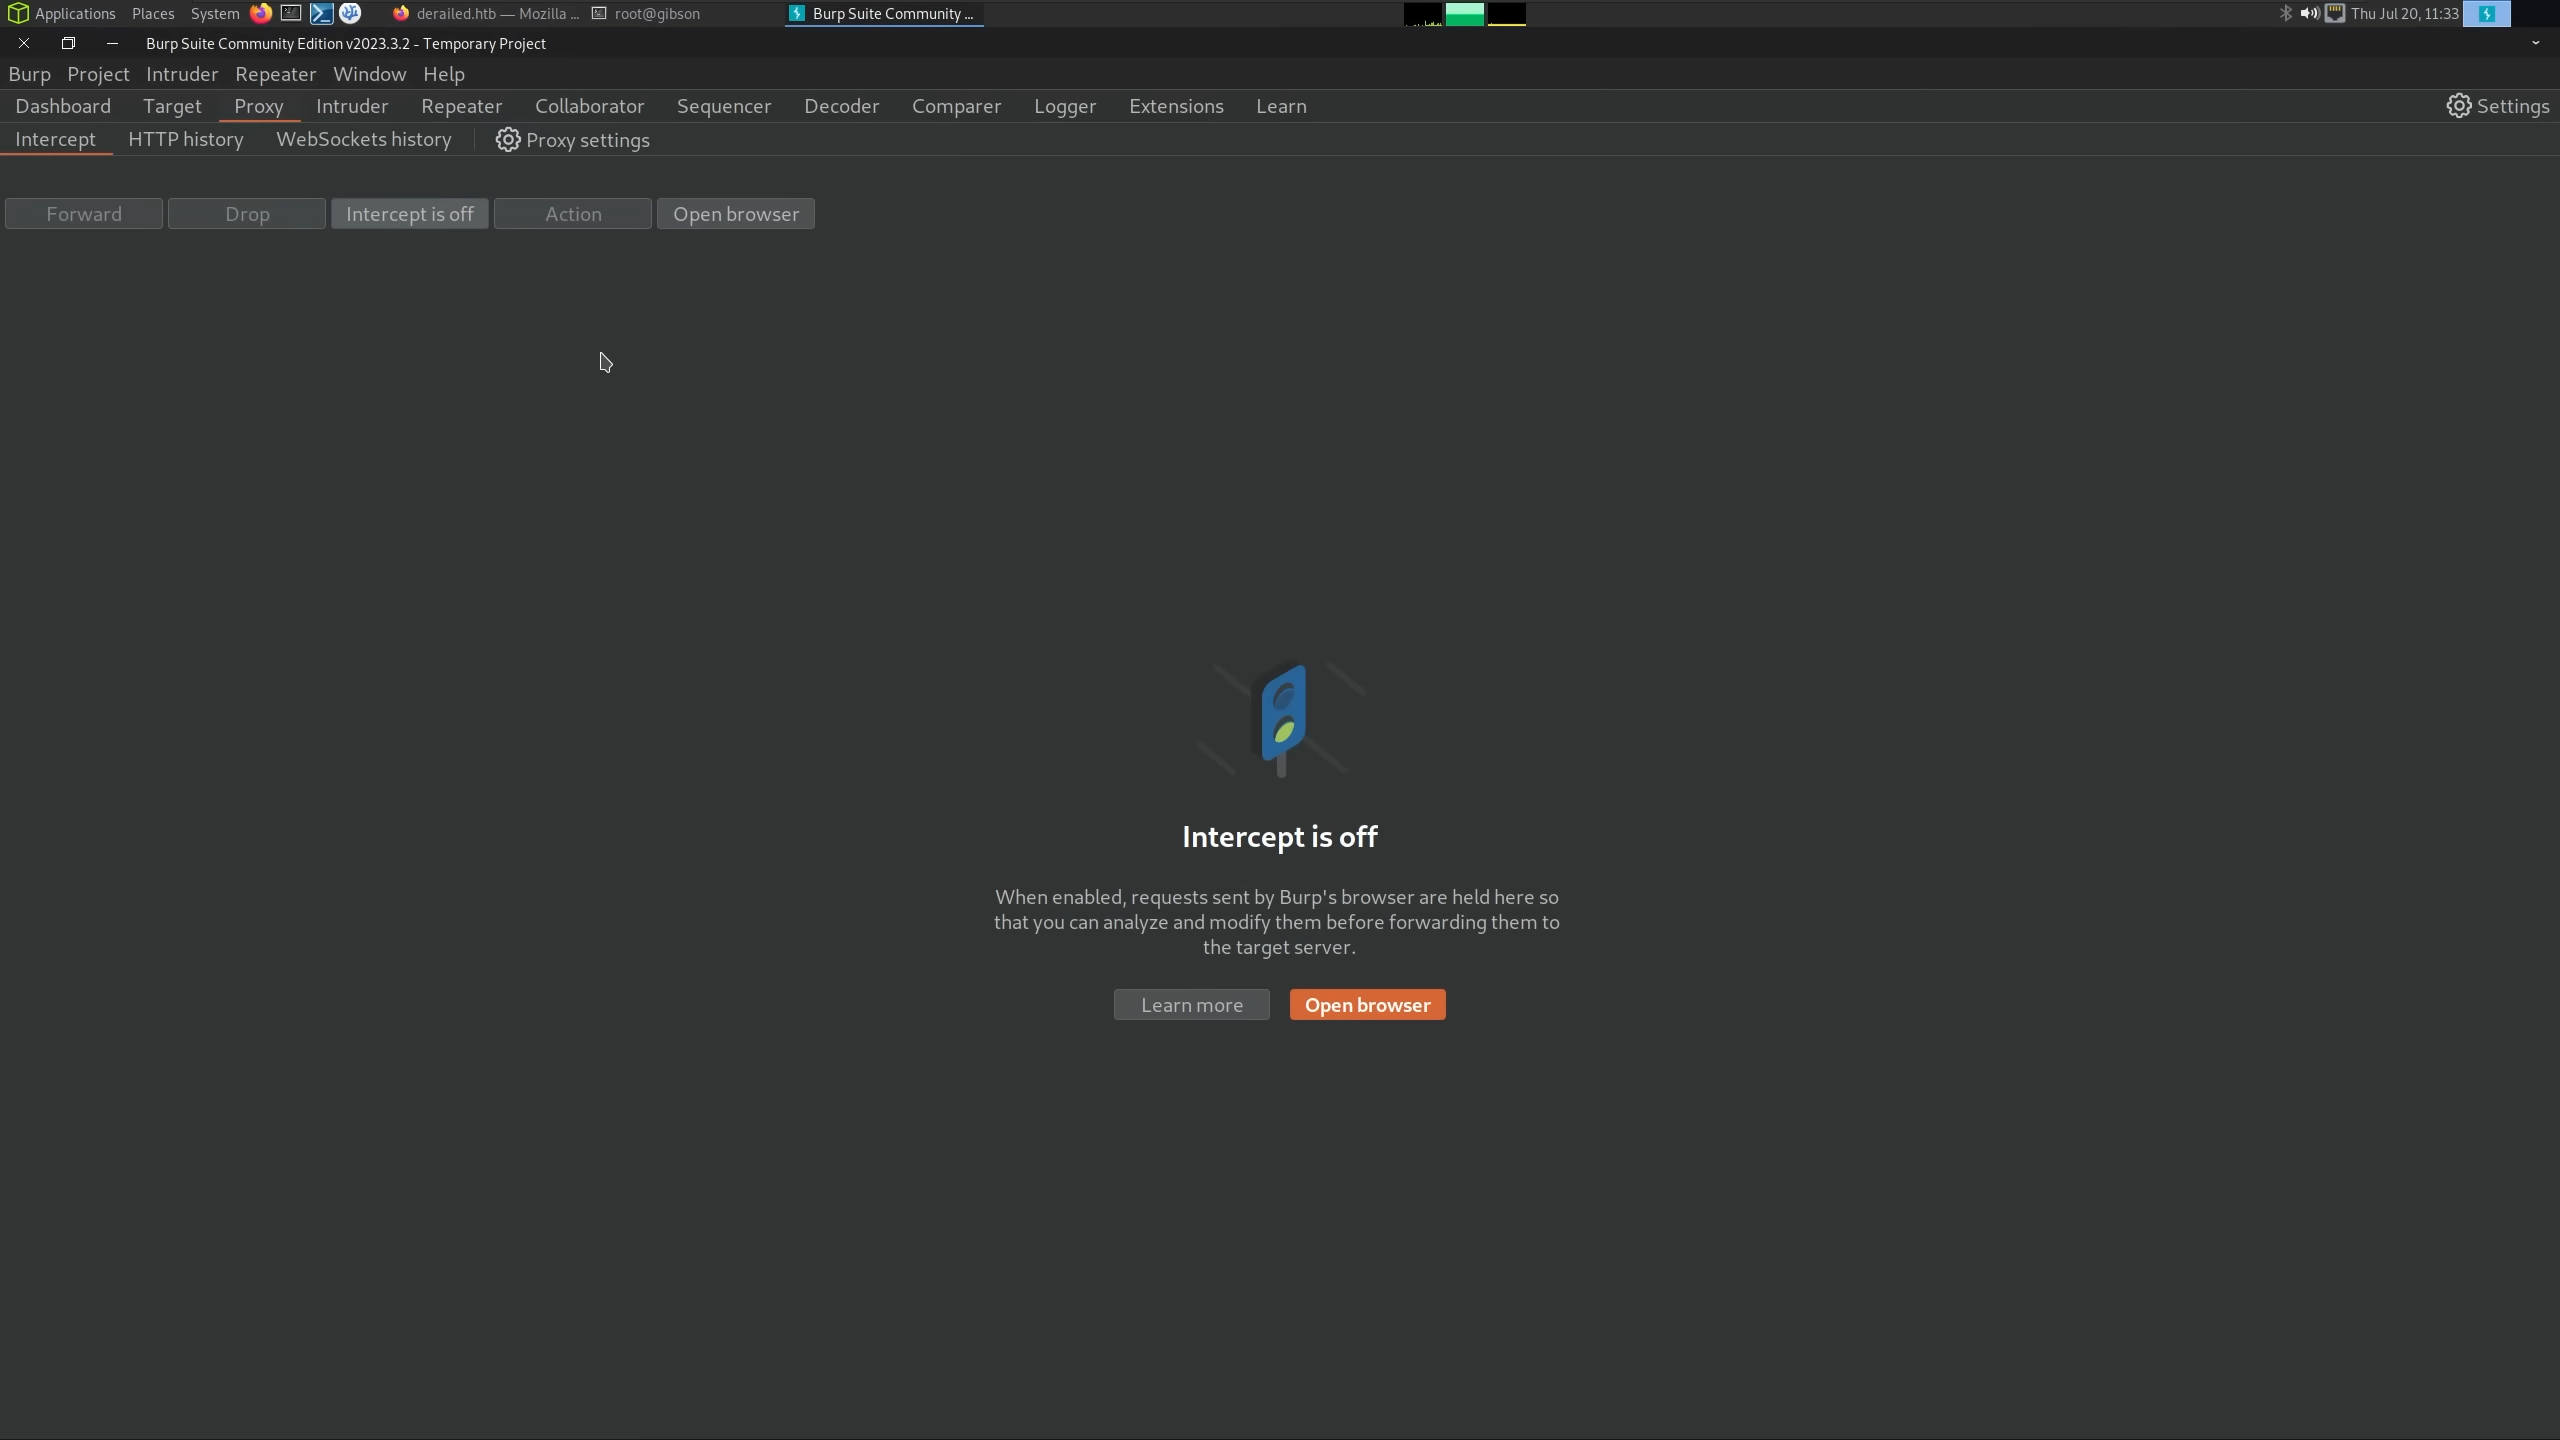 Applications Places System derailed.htb — Mozilla ... root@gibson Burp Suite Community ... Thu Jul 20, 11:33
Burp Suite Community Edition v2023.3.2 - Temporary Project
Burp Project Intruder Repeater Window Help
Dashboard Target Proxy Intruder Repeater Collaborator Sequencer Decoder Comparer Logger Extensions Learn Settings
Intercept HTTP history WebSockets history Proxy settings
Forward Drop Intercept is off Action Open browser
Intercept is off
When enabled, requests sent by Burp's browser are held here so
that you can analyze and modify them before forwarding them to
the target server.
Learn more Open browser